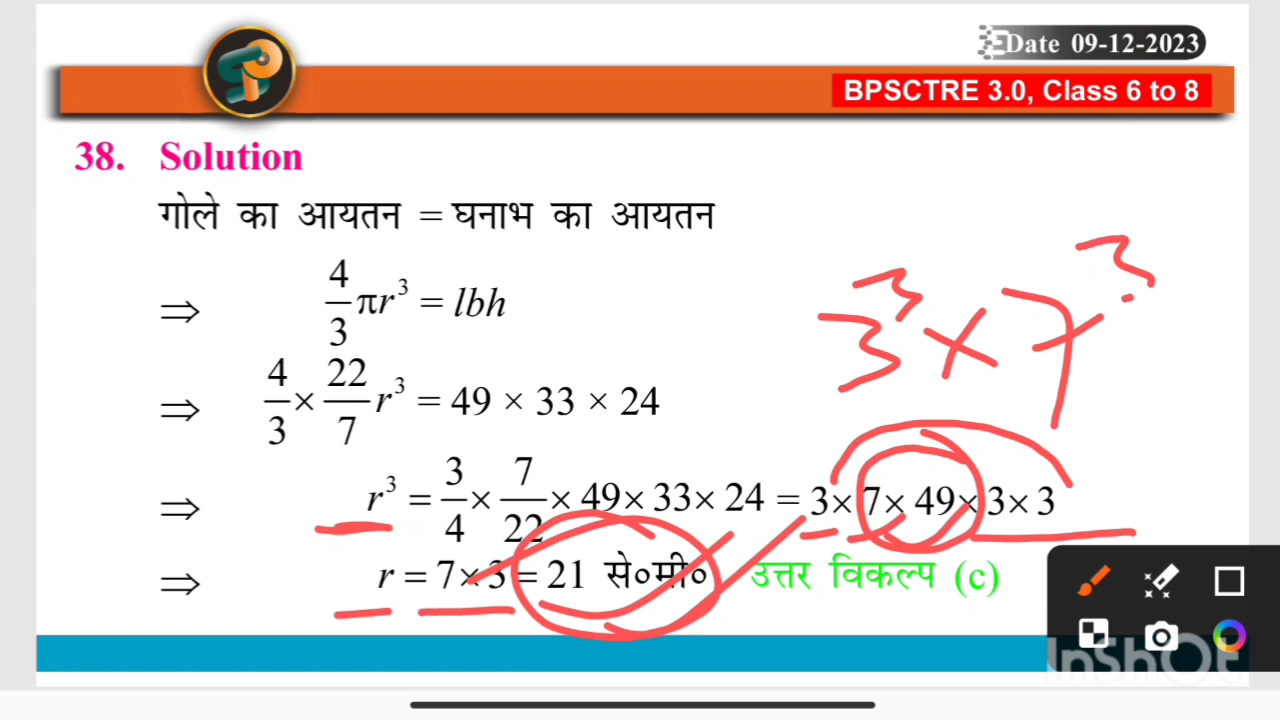 Date 09-12-2023
BPSCTRE 3.0, Class 6 to 8
38. Solution
गोले का आयतन = घनाभ का आयतन
⇒ 4/3 πr³ = lbh
⇒ 4/3 × 22/7 r³ = 49 × 33 × 24
3³ × 7³
⇒ r³ = 3/4 × 7/22 × 49 × 33 × 24 = 3 × 7 × 49 × 3 × 3
⇒ r = 7 × 3 = 21 से०मी० उत्तर विकल्प (c)
InShOt